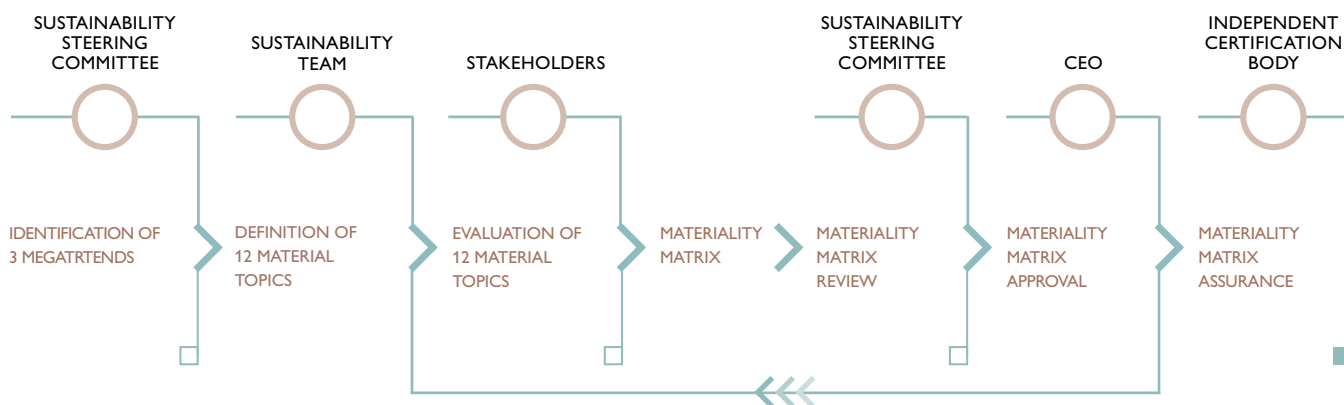 SUSTAINABILITY
STEERING
COMMITTEE
SUSTAINABILITY
TEAM
STAKEHOLDERS
SUSTAINABILITY
STEERING
COMMITTEE
CEO
INDEPENDENT
CERTIFICATION
BODY
IDENTIFICATION OF
3 MEGATRTENDS
DEFINITION OF
12 MATERIAL
TOPICS
EVALUATION OF
12 MATERIAL
TOPICS
MATERIALITY
MATRIX
MATERIALITY
MATRIX
REVIEW
MATERIALITY
MATRIX
APPROVAL
MATERIALITY
MATRIX
ASSURANCE